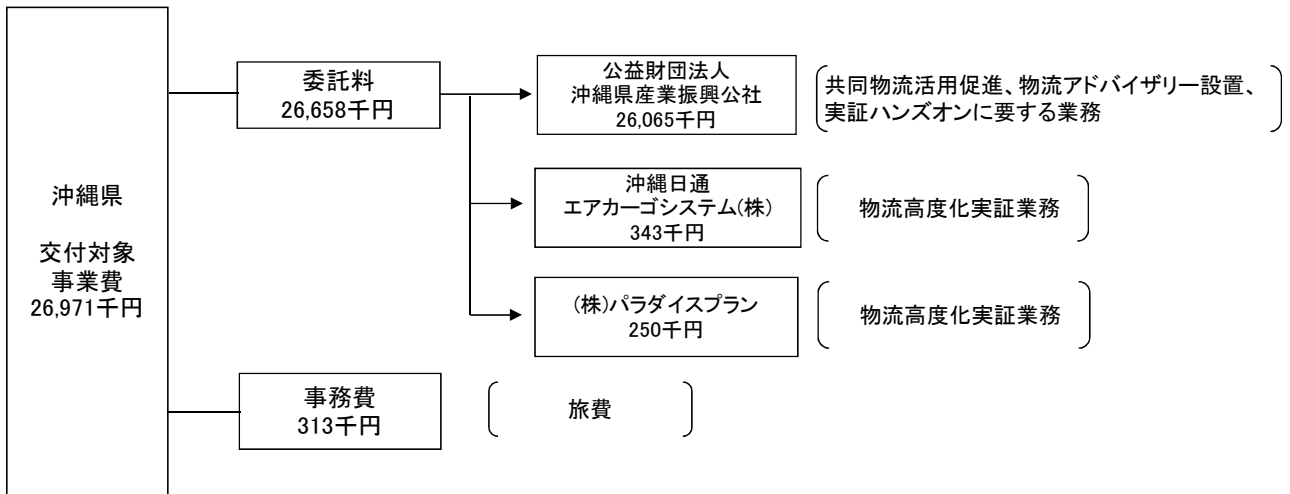 沖縄県
交付対象
事業費
26,971千円
委託料
26,658千円
公益財団法人
沖縄県産業振興公社
26,065千円
共同物流活用促進、物流アドバイザリー設置、
実証ハンズオンに要する業務
沖縄日通
エアカーゴシステム(株)
343千円
物流高度化実証業務
(株)パラダイスプラン
250千円
物流高度化実証業務
事務費
313千円
旅費